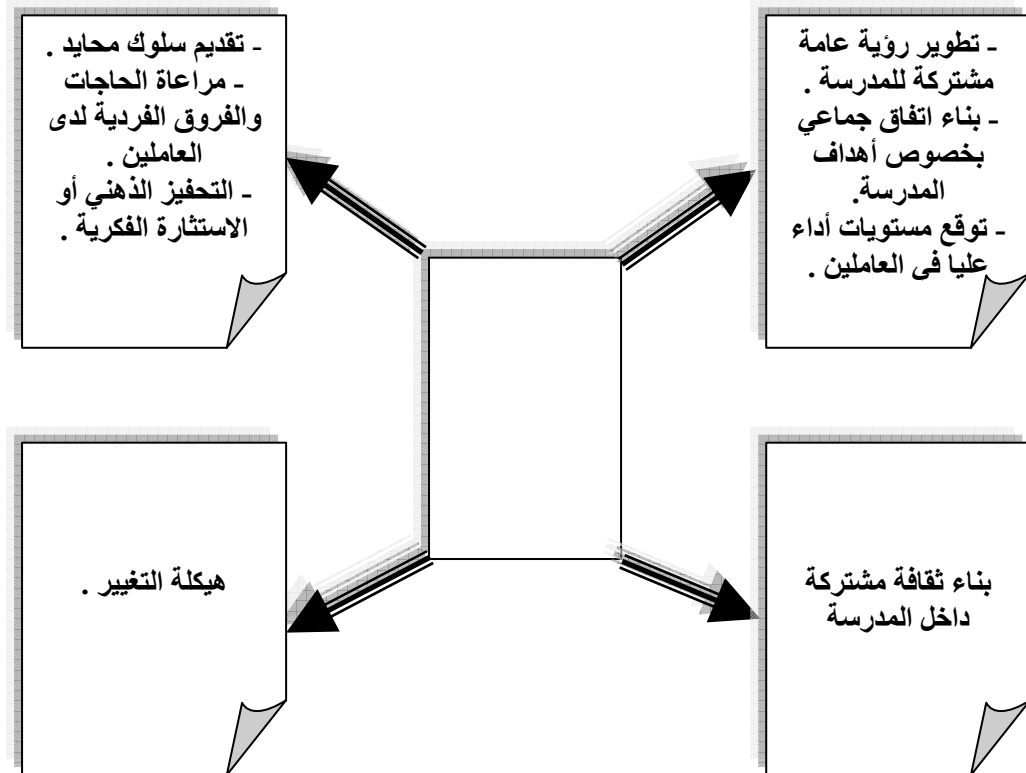 - تطوير رؤية عامة
مشتركة للمدرسة .
- بناء اتفاق جماعي
بخصوص أهداف
المدرسة.
- توقع مستويات أداء
عليا فى العاملين .
- تقديم سلوك محايد .
- مراعاة الحاجات
والفروق الفردية لدى
العاملين .
- التحفيز الذهني أو
الاستثارة الفكرية .
بناء ثقافة مشتركة
داخل المدرسة
هيكلة التغيير .